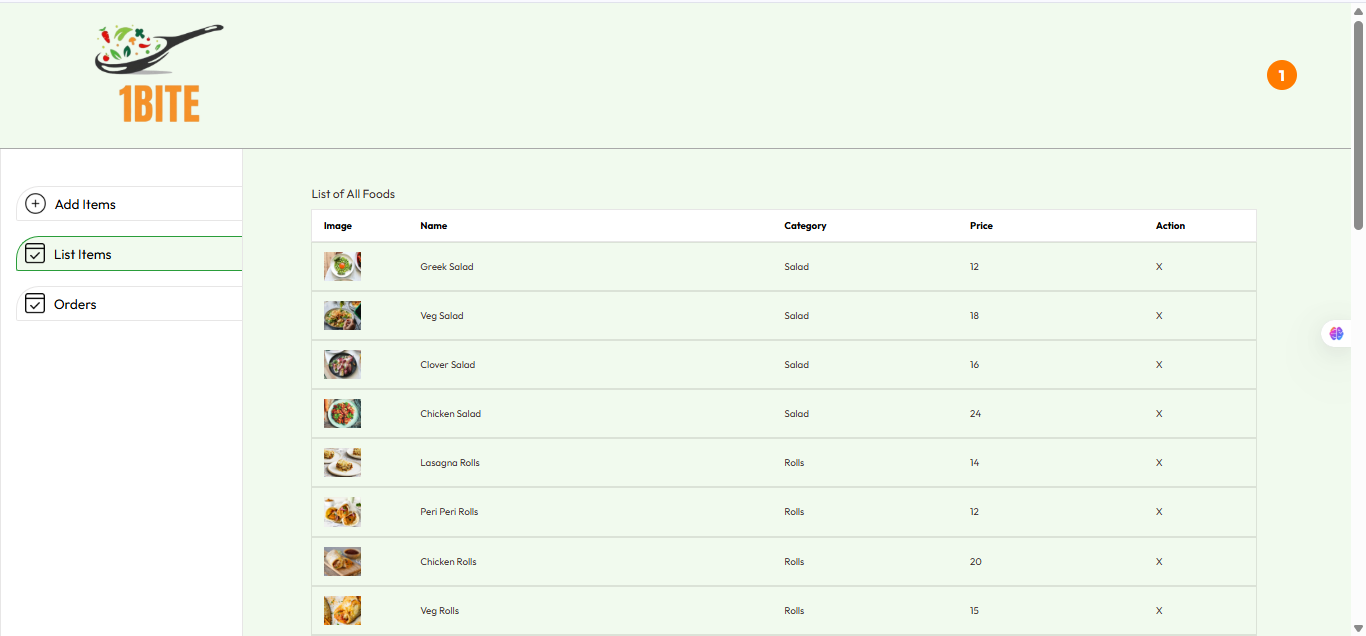 1BITE
1
Add Items
List Items
Orders
List of All Foods
Image Name Category Price Action
Greek Salad Salad 12 X
Veg Salad Salad 18 X
Clover Salad Salad 16 X
Chicken Salad Salad 24 X
Lasagna Rolls Rolls 14 X
Peri Peri Rolls Rolls 12 X
Chicken Rolls Rolls 20 X
Veg Rolls Rolls 15 X